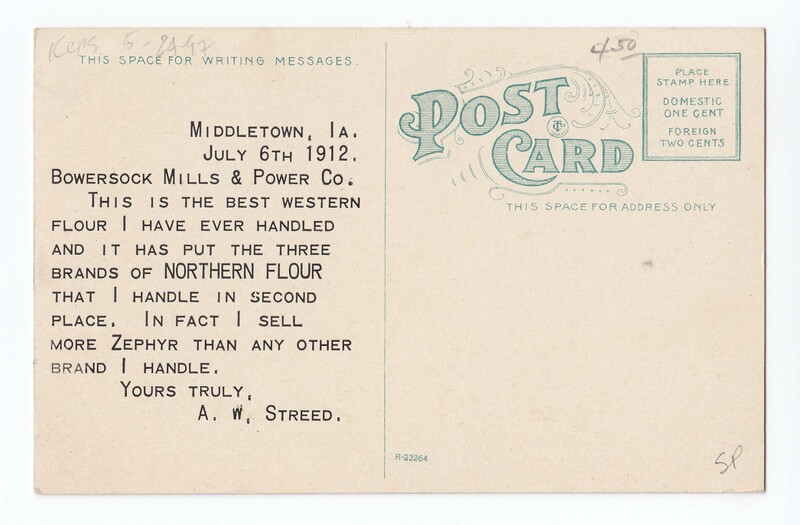 5-24-97
THIS SPACE FOR WRITING MESSAGES.
MIDDLETOWN, IA.
JULY 6TH 1912.
BOWERSOCK MILLS & POWER CO.
THIS IS THE BEST WESTERN
FLOUR I HAVE EVER HANDLED
AND IT HAS PUT THE THREE
BRANDS OF NORTHERN FLOUR
THAT I HANDLE IN SECOND
PLACE. IN FACT I SELL
MORE ZEPHYR THAN ANY OTHER
BRAND I HANDLE.
YOURS TRULY,
A. W. STREED.
4.50
POST
CARD
PLACE
STAMP HERE
DOMESTIC
ONE CENT
FOREIGN
TWO CENTS
THIS SPACE FOR ADDRESS ONLY
R-23264
SP